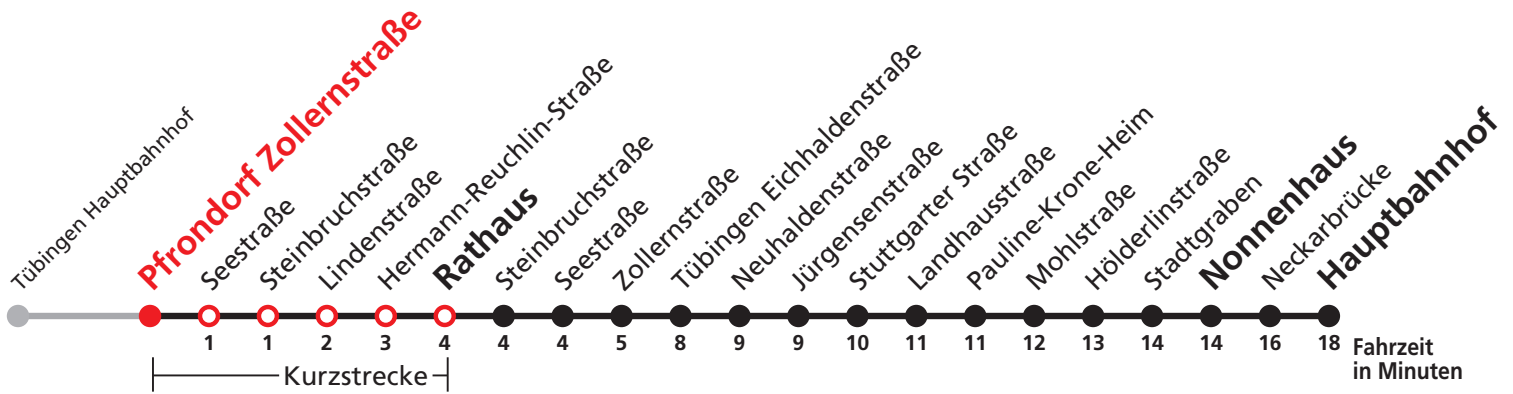 Tübingen Hauptbahnhof
Pfrondorf Zollernstraße
Seestraße
Steinbruchstraße
Lindenstraße
Hermann-Reuchlin-Straße
Rathaus
Steinbruchstraße
Seestraße
Zollernstraße
Tübingen Eichhaldenstraße
Neuhaldenstraße
Jürgensenstraße
Stuttgarter Straße
Landhausstraße
Pauline-Krone-Heim
Mohlstraße
Hölderlinstraße
Stadtgraben
Nonnenhaus
Neckarbrücke
Hauptbahnhof
1 1 2 3 4 4 4 5 8 9 9 10 11 11 12 13 14 14 16 18 Fahrzeit
in Minuten
Kurzstrecke